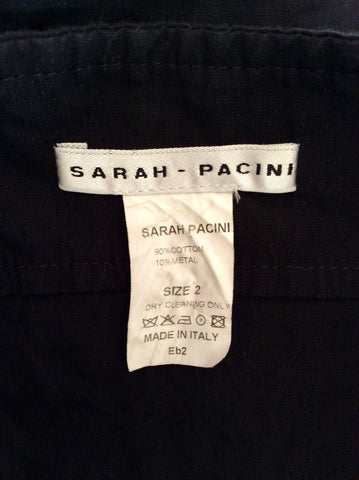 SARAH - PACINI
SARAH PACINI
90%COTTON
10%METAL
SIZE 2
DRY CLEANING ONLY
MADE IN ITALY
Eb2